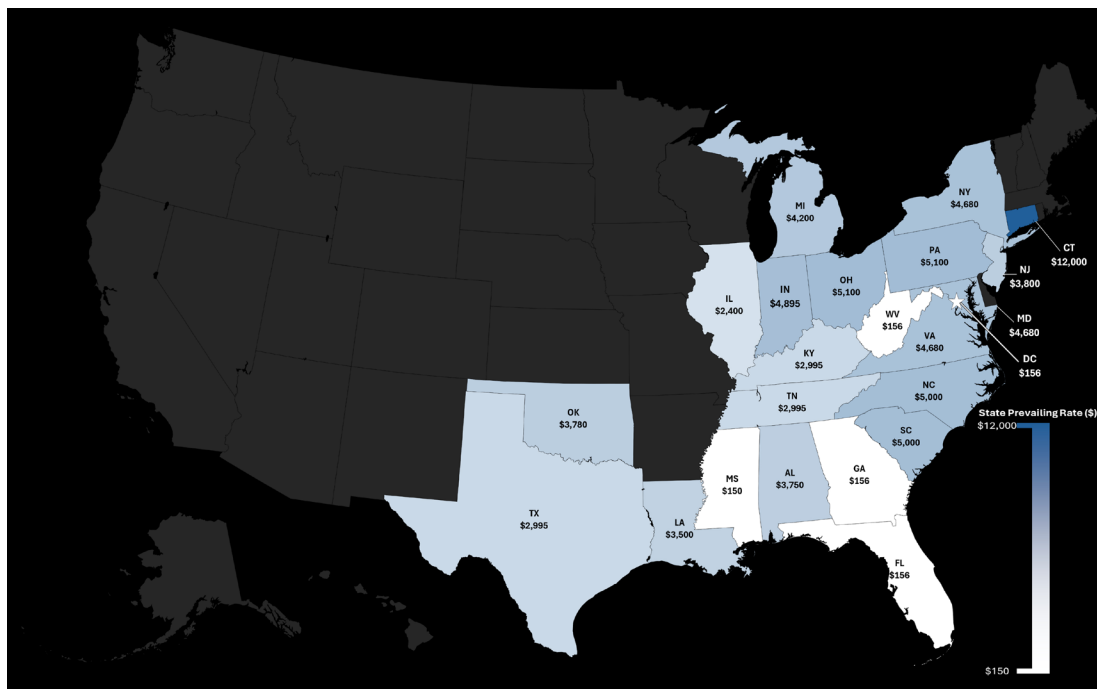 NY
$4,680
MI
$4,200
CT
$12,000
PA
$5,100
NJ
$3,800
OH
$5,100
IN
$4,895
IL
$2,400
WV
$156
MD
$4,680
VA
$4,680
DC
$156
KY
$2,995
NC
$5,000
TN
$2,995
OK
$3,780
SC
$5,000
State Prevailing Rate ($)
$12,000
MS
$150
AL
$3,750
GA
$156
TX
$2,995
LA
$3,500
FL
$156
$150